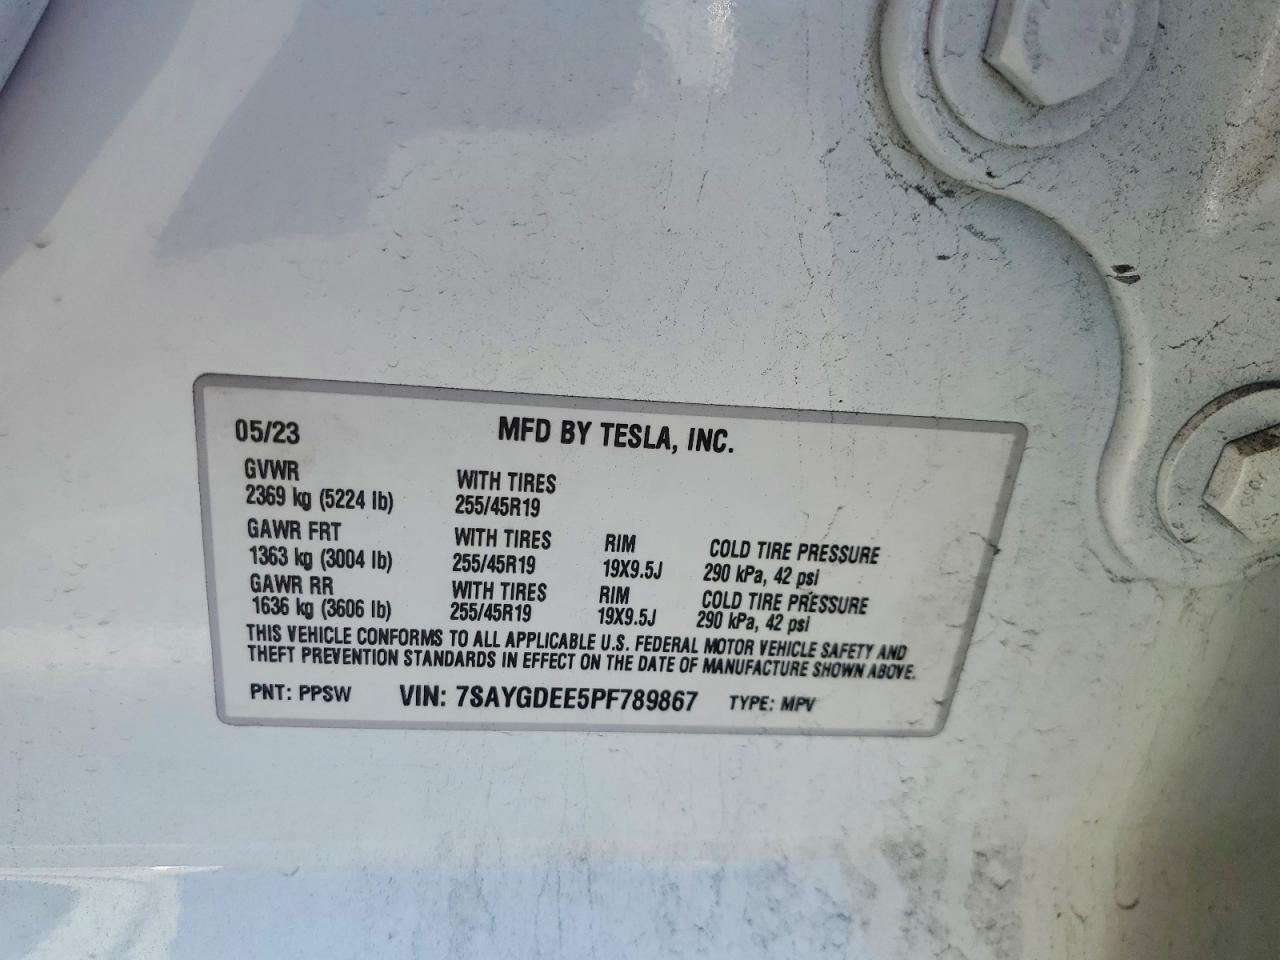 05/23 MFD BY TESLA, INC.
GVWR WITH TIRES
2369 kg (5224 lb) 255/45R19
GAWR FRT WITH TIRES RIM COLD TIRE PRESSURE
1363 kg (3004 lb) 255/45R19 19X9.5J 290 kPa, 42 psi
GAWR RR WITH TIRES RIM COLD TIRE PRESSURE
1636 kg (3606 lb) 255/45R19 19X9.5J 290 kPa, 42 psi
THIS VEHICLE CONFORMS TO ALL APPLICABLE U.S. FEDERAL MOTOR VEHICLE SAFETY AND
THEFT PREVENTION STANDARDS IN EFFECT ON THE DATE OF MANUFACTURE SHOWN ABOVE.
PNT: PPSW VIN: 7SAYGDEE5PF789867 TYPE: MPV